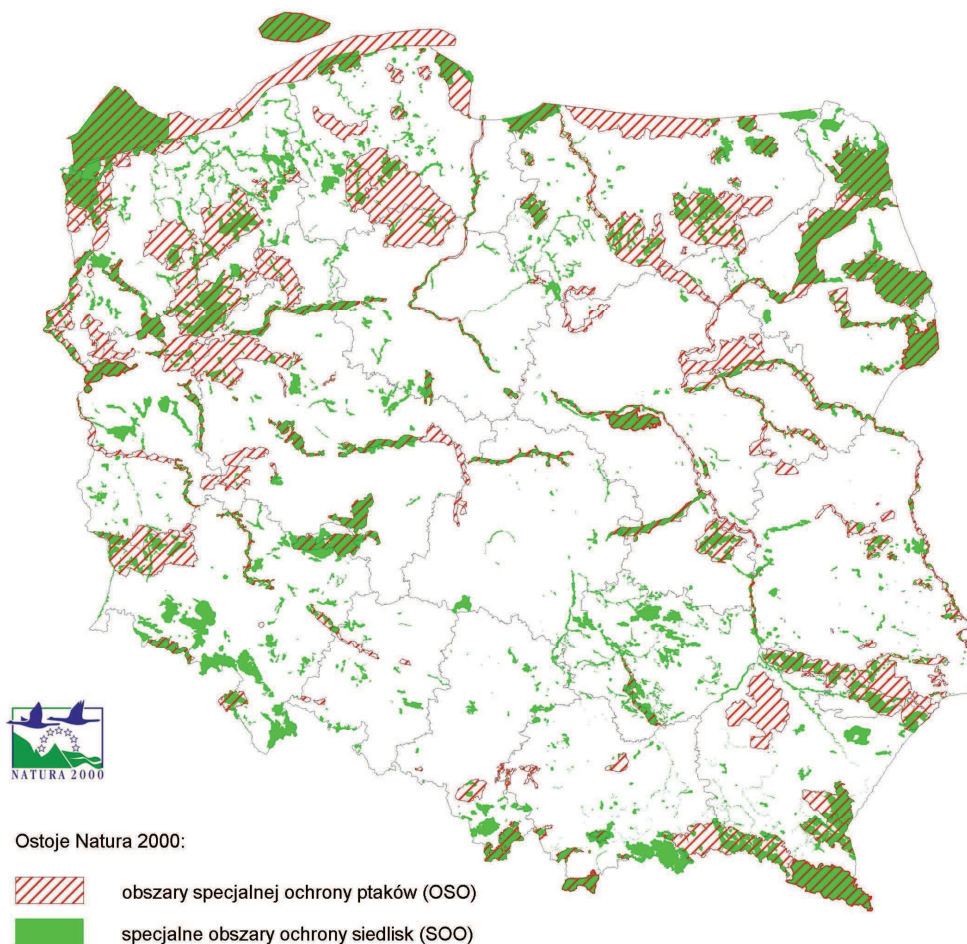 NATURA 2000
Ostoje Natura 2000:
obszary specjalnej ochrony ptaków (OSO)
specjalne obszary ochrony siedlisk (SOO)